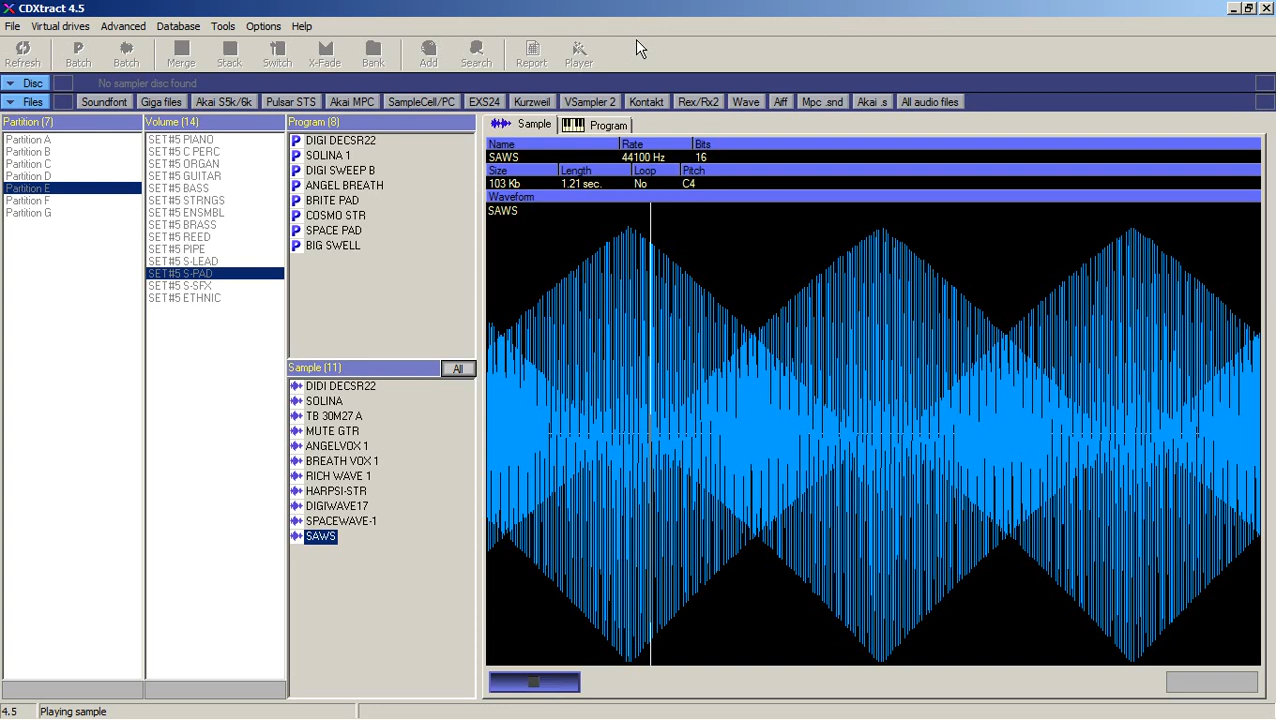 CDXtract 4.5
File Virtual drives Advanced Database Tools Options Help
Refresh Batch Batch Merge Stack Switch X-Fade Bank Add Search Report Player
Disc No sampler disc found
Files Soundfont Giga files Akai S5k/6k Pulsar STS Akai MPC SampleCell/PC EXS24 Kurzweil VSampler 2 Kontakt Rex/Rx2 Wave Aiff Mpc .snd Akai .s All audio files
Partition (7)
Partition A
Partition B
Partition C
Partition D
Partition E
Partition F
Partition G
Volume (14)
SET#5 PIANO
SET#5 C PERC
SET#5 ORGAN
SET#5 GUITAR
SET#5 BASS
SET#5 STRNGS
SET#5 ENSMBL
SET#5 BRASS
SET#5 REED
SET#5 PIPE
SET#5 S-LEAD
SET#5 S-PAD
SET#5 S-SFX
SET#5 ETHNIC
Program (8)
P DIGI DECSR22
P SOLINA 1
P DIGI SWEEP B
P ANGEL BREATH
P BRITE PAD
P COSMO STR
P SPACE PAD
P BIG SWELL
Sample (11) All
DIDI DECSR22
SOLINA
TB 30M27 A
MUTE GTR
ANGELVOX 1
BREATH VOX 1
RICH WAVE 1
HARPSI-STR
DIGIWAVE17
SPACEWAVE-1
SAWS
Sample Program
Name Rate Bits
SAWS 44100 Hz 16
Size Length Loop Pitch
103 Kb 1.21 sec. No C4
Waveform
SAWS
4.5 Playing sample